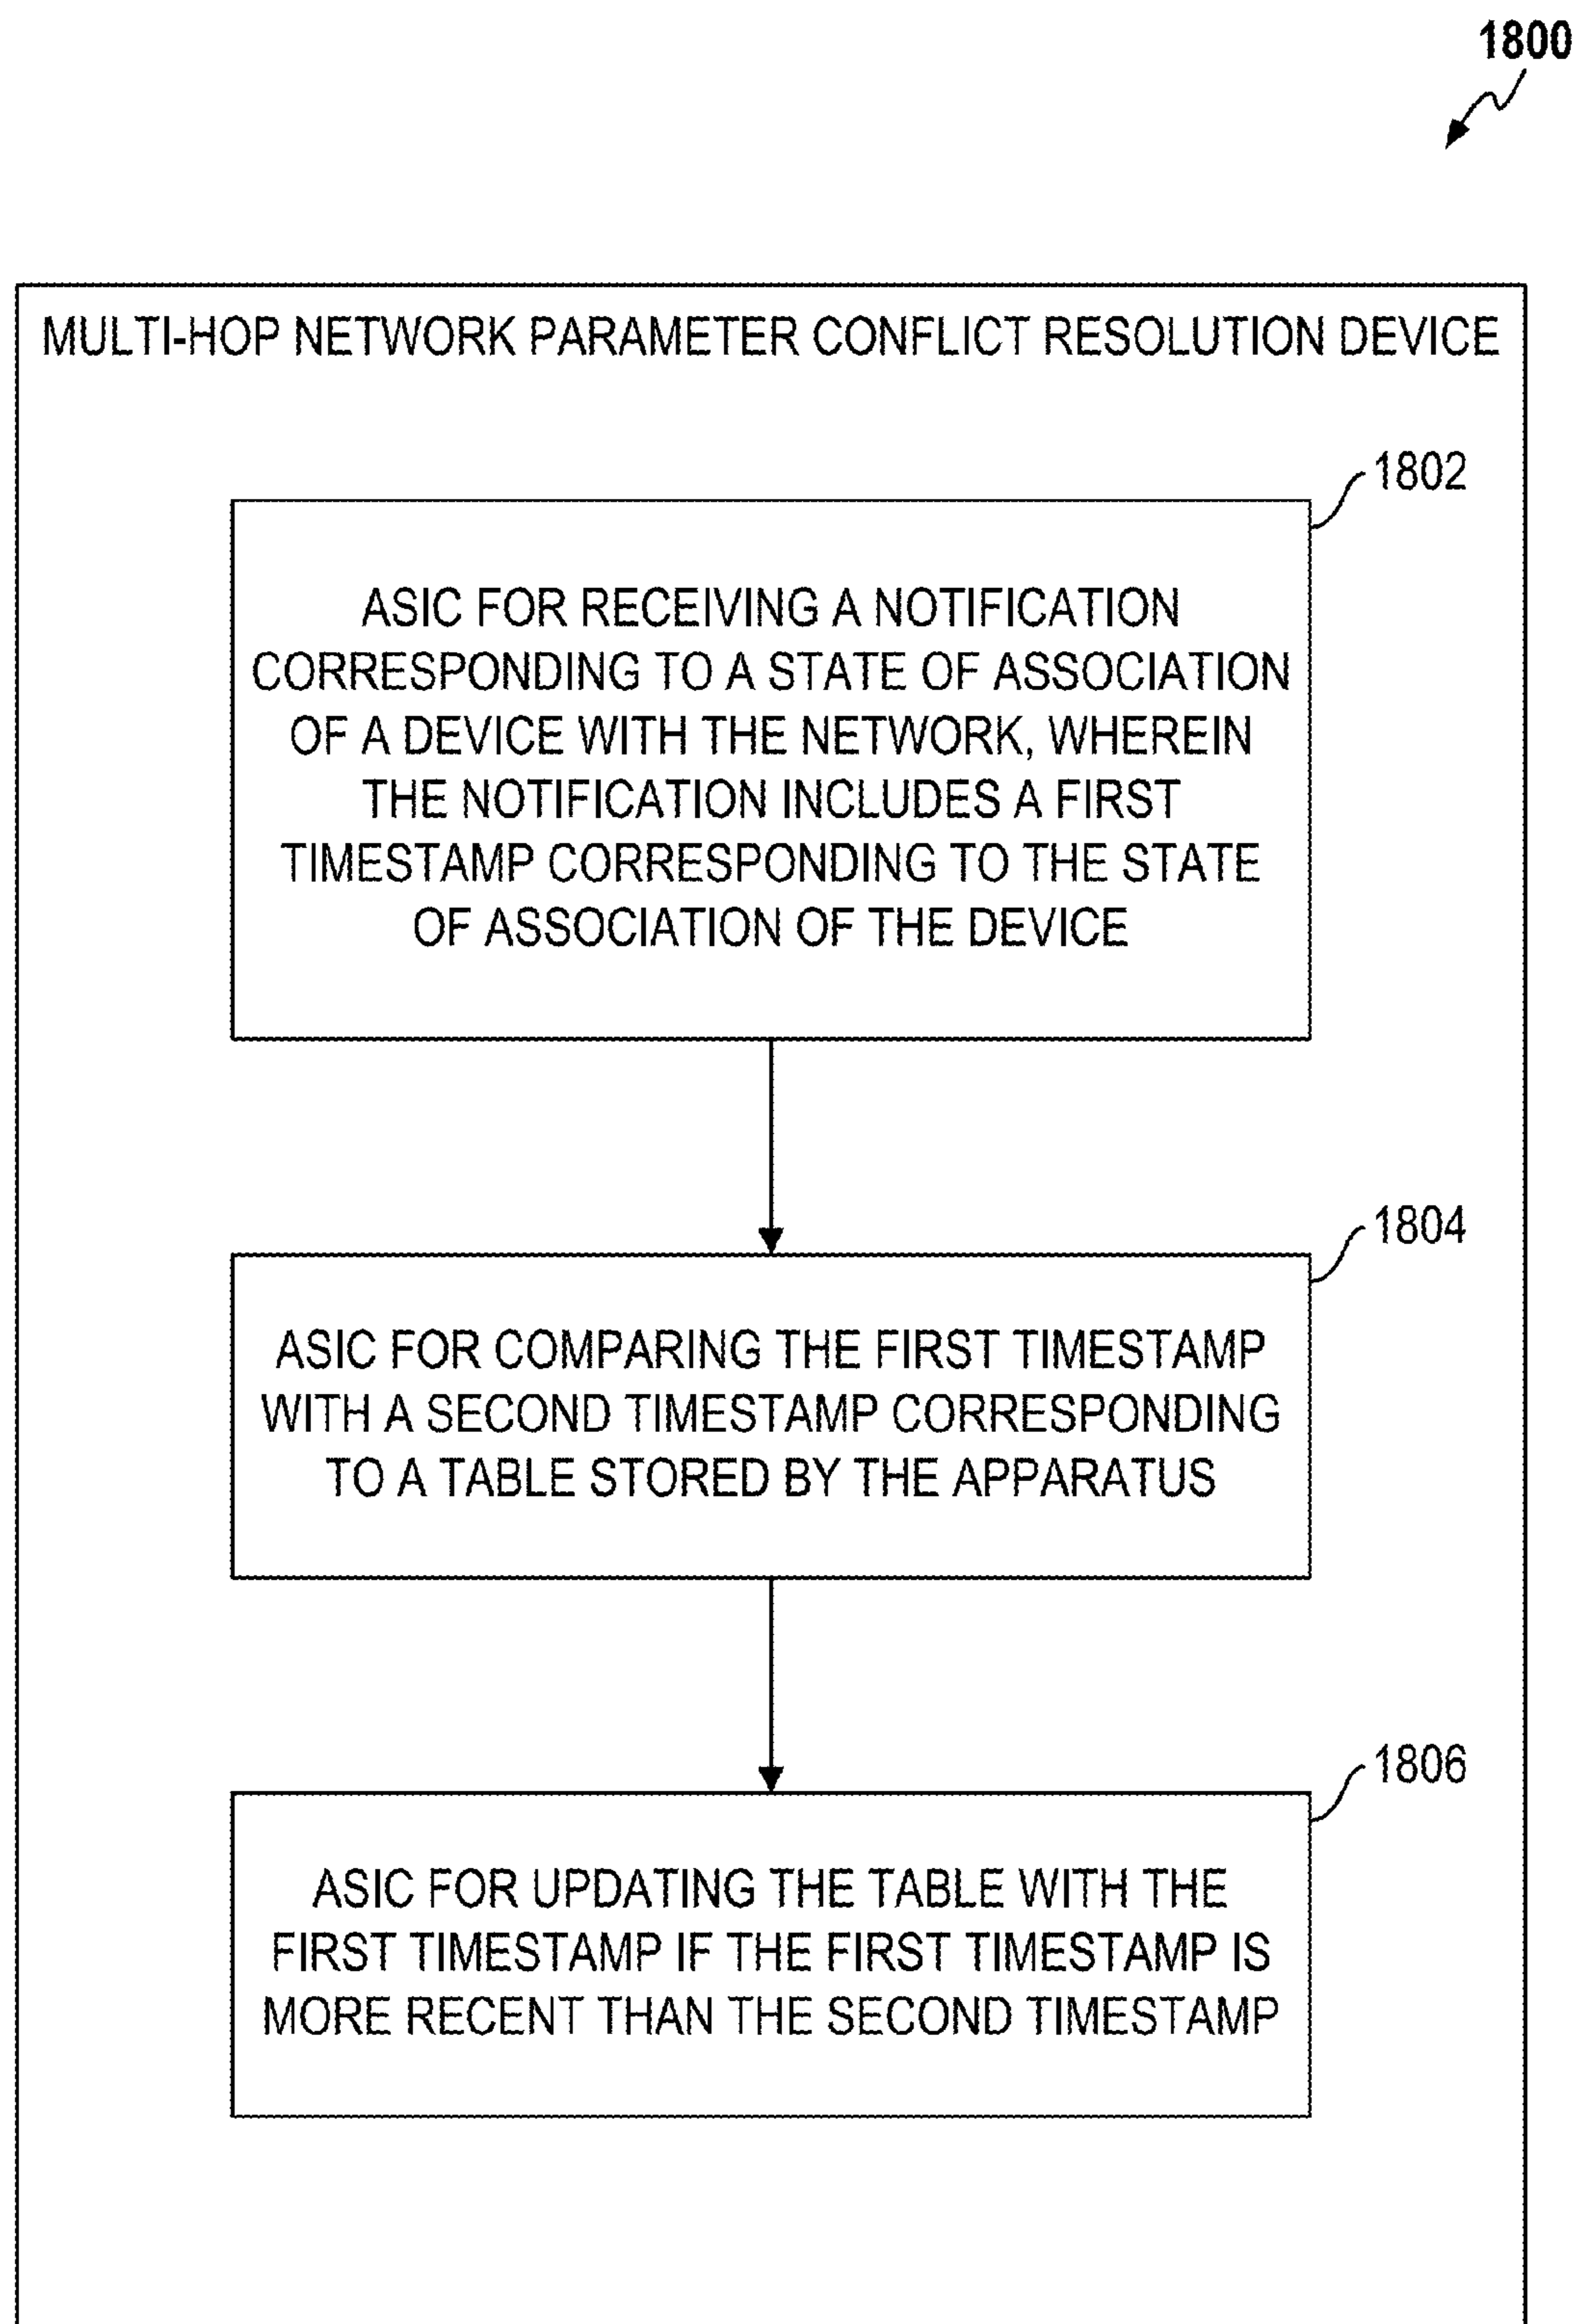 1800
MULTI-HOP NETWORK PARAMETER CONFLICT RESOLUTION DEVICE
1802
ASIC FOR RECEIVING A NOTIFICATION
CORRESPONDING TO A STATE OF ASSOCIATION
OF A DEVICE WITH THE NETWORK, WHEREIN
THE NOTIFICATION INCLUDES A FIRST
TIMESTAMP CORRESPONDING TO THE STATE
OF ASSOCIATION OF THE DEVICE
1804
ASIC FOR COMPARING THE FIRST TIMESTAMP
WITH A SECOND TIMESTAMP CORRESPONDING
TO A TABLE STORED BY THE APPARATUS
1806
ASIC FOR UPDATING THE TABLE WITH THE
FIRST TIMESTAMP IF THE FIRST TIMESTAMP IS
MORE RECENT THAN THE SECOND TIMESTAMP